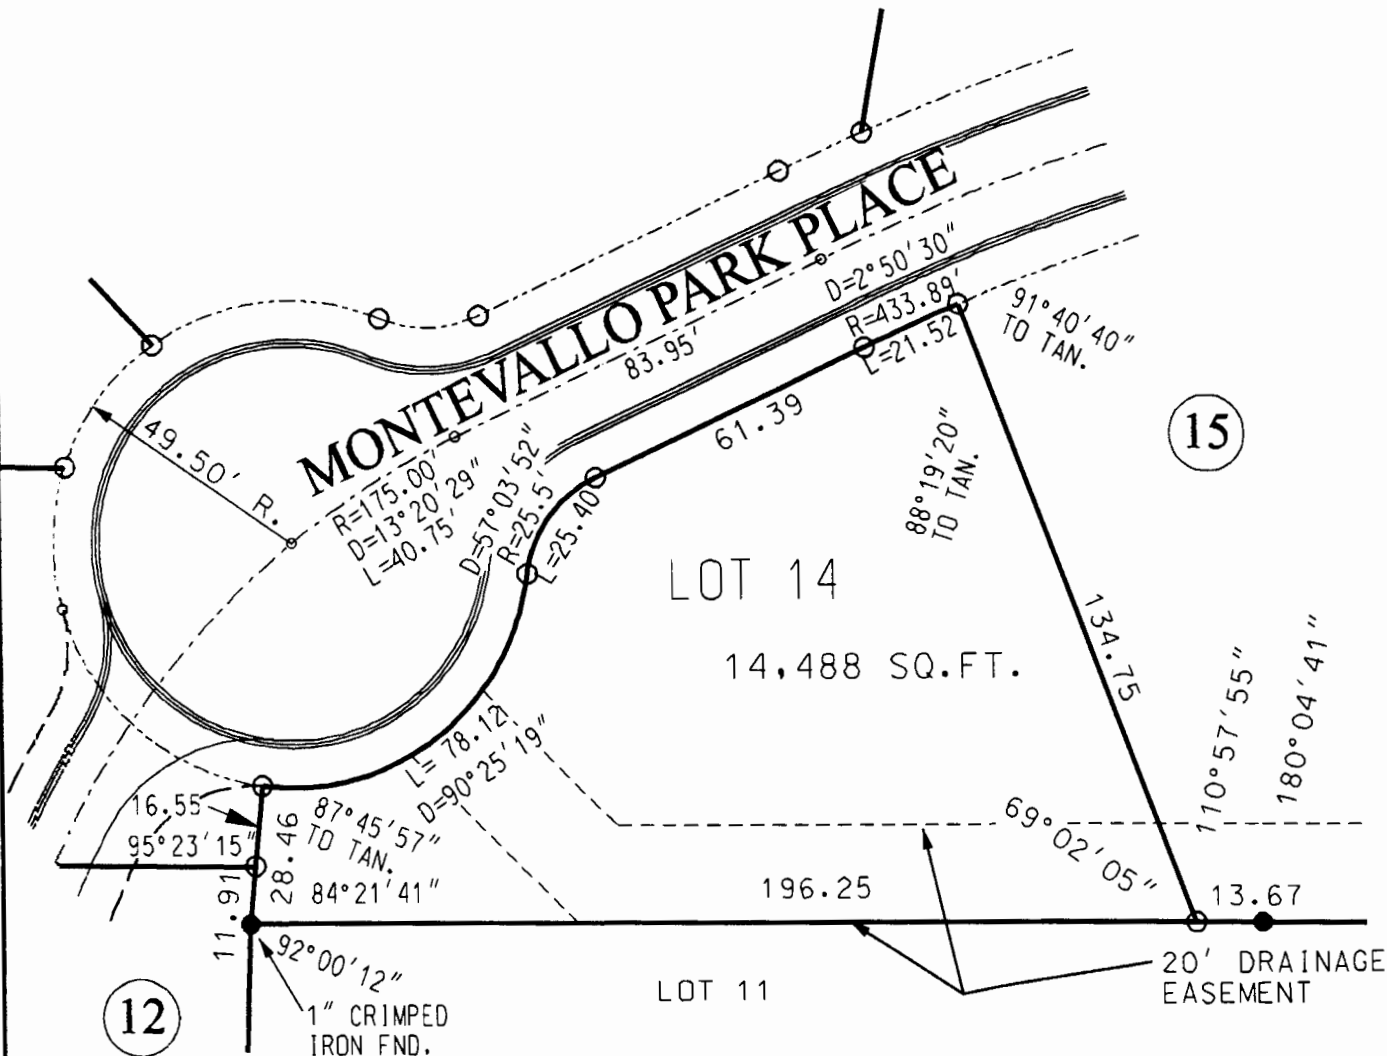 MONTEVALLO PARK PLACE
83.95'
D=2°50'30"
R=433.89'
L=21.52
91°40'40"
TO TAN.
61.39
88°19'20"
TO TAN.
15
49.50' R.
R=175.00'
D=13°20'29"
L=40.75'
D=57°03'52"
R=25.5
L=25.40
LOT 14
14,488 SQ.FT.
134.75
110°57'55"
180°04'41"
L= 78.12
D=90°25'19"
16.55
95°23'15"
87°45'57"
TO TAN.
28.46
84°21'41"
11.91
69°02'05"
196.25
13.67
92°00'12"
1" CRIMPED
IRON FND.
LOT 11
20' DRAINAGE
EASEMENT
12